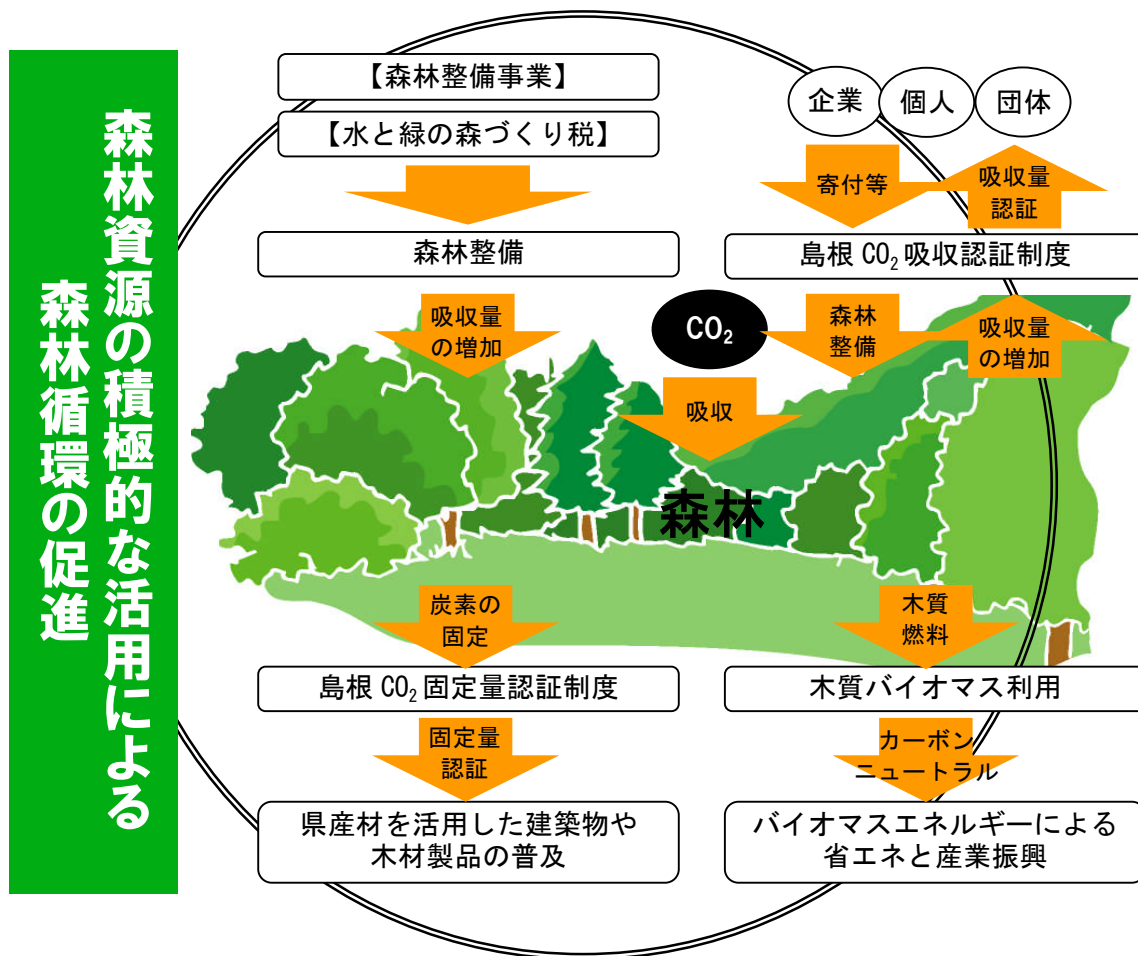 森林資源の積極的な活用による
森林循環の促進
【森林整備事業】
【水と緑の森づくり税】
森林整備
吸収量
の増加
企業
個人
団体
寄付等
吸収量
認証
島根 CO₂ 吸収認証制度
CO₂
森林
整備
吸収量
の増加
吸収
森林
炭素の
固定
島根 CO₂ 固定量認証制度
固定量
認証
県産材を活用した建築物や
木材製品の普及
木質
燃料
木質バイオマス利用
カーボン
ニュートラル
バイオマスエネルギーによる
省エネと産業振興